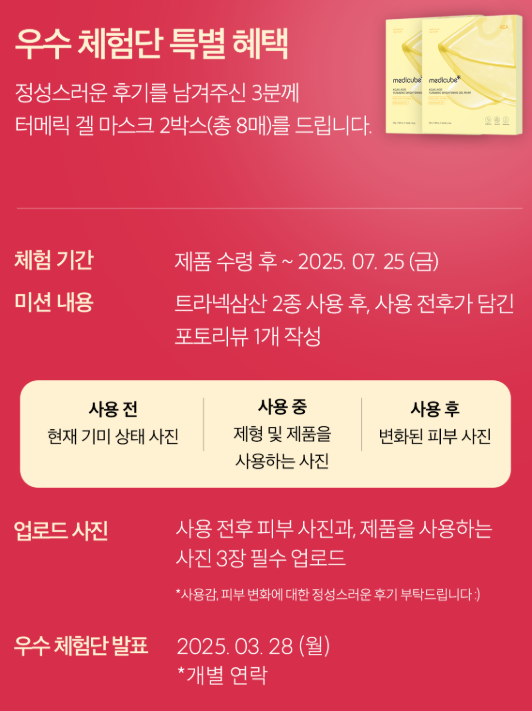 우수 체험단 특별 혜택
정성스러운 후기를 남겨주신 3분께
터메릭 겔 마스크 2박스(총 8매)를 드립니다.
medicube
medicube
체험 기간
제품 수령 후 ~ 2025. 07. 25 (금)
미션 내용
트라넥삼산 2종 사용 후, 사용 전후가 담긴
포토리뷰 1개 작성
사용 전
현재 기미 상태 사진
사용 중
제형 및 제품을
사용하는 사진
사용 후
변화된 피부 사진
업로드 사진
사용 전후 피부 사진과, 제품을 사용하는
사진 3장 필수 업로드
*사용감, 피부 변화에 대한 정성스러운 후기 부탁드립니다 :)
우수 체험단 발표
2025. 03. 28 (월)
*개별 연락